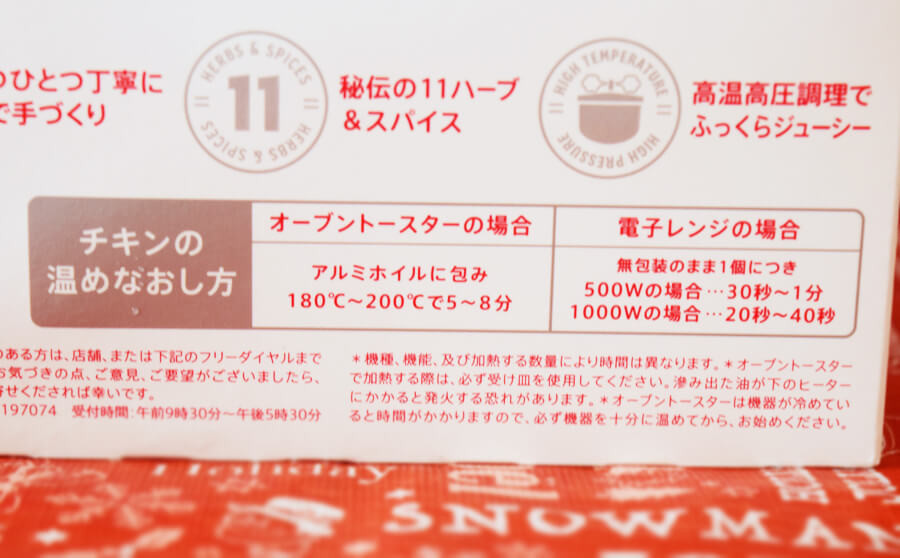 のひとつ丁寧に
で手づくり
HERBS & SPICES
11
HERBS & SPICES
秘伝の11ハーブ
&スパイス
HIGH TEMPERATURE
HIGH PRESSURE
高温高圧調理で
ふっくらジューシー
チキンの
温めなおし方
オーブントースターの場合
アルミホイルに包み
180℃〜200℃で5〜8分
電子レンジの場合
無包装のまま1個につき
500Wの場合…30秒〜1分
1000Wの場合…20秒〜40秒
のある方は、店舗、または下記のフリーダイヤルまで
お気づきの点、ご意見、ご要望がございましたら、
寄せくだされば幸いです。
197074 受付時間:午前9時30分〜午後5時30分
*機種、機能、及び加熱する数量により時間は異なります。*オーブントースター
で加熱する際は、必ず受け皿を使用してください。滲み出た油が下のヒーター
にかかると発火する恐れがあります。*オーブントースターは機器が冷めてい
ると時間がかかりますので、必ず機器を十分に温めてから、お始めください。
Holiday
SNOWMAN